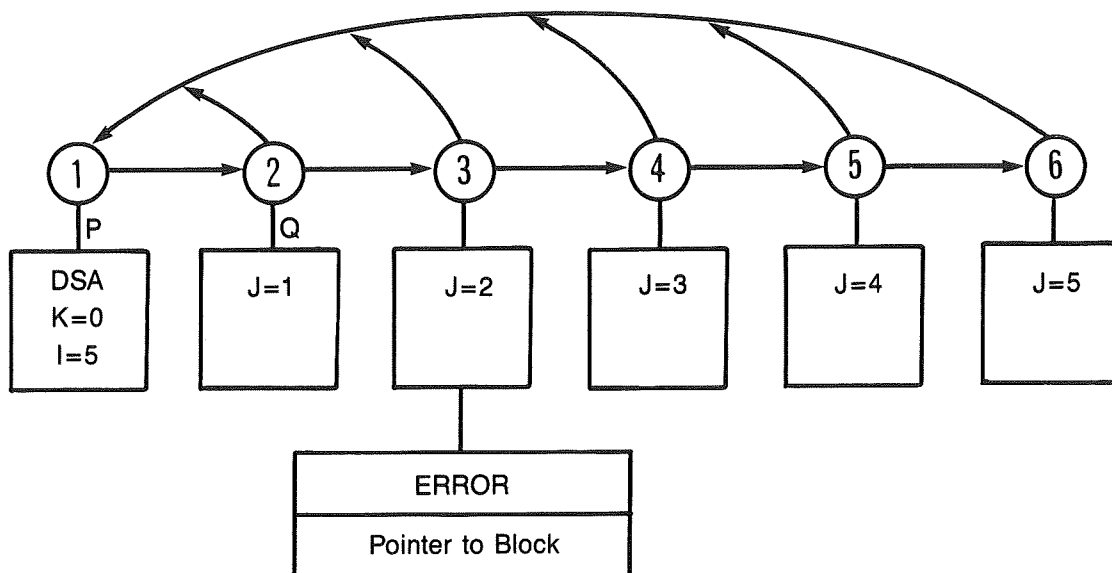 1 2 3 4 5 6
P Q
DSA
K=0
I=5
J=1
J=2
J=3
J=4
J=5
ERROR
Pointer to Block